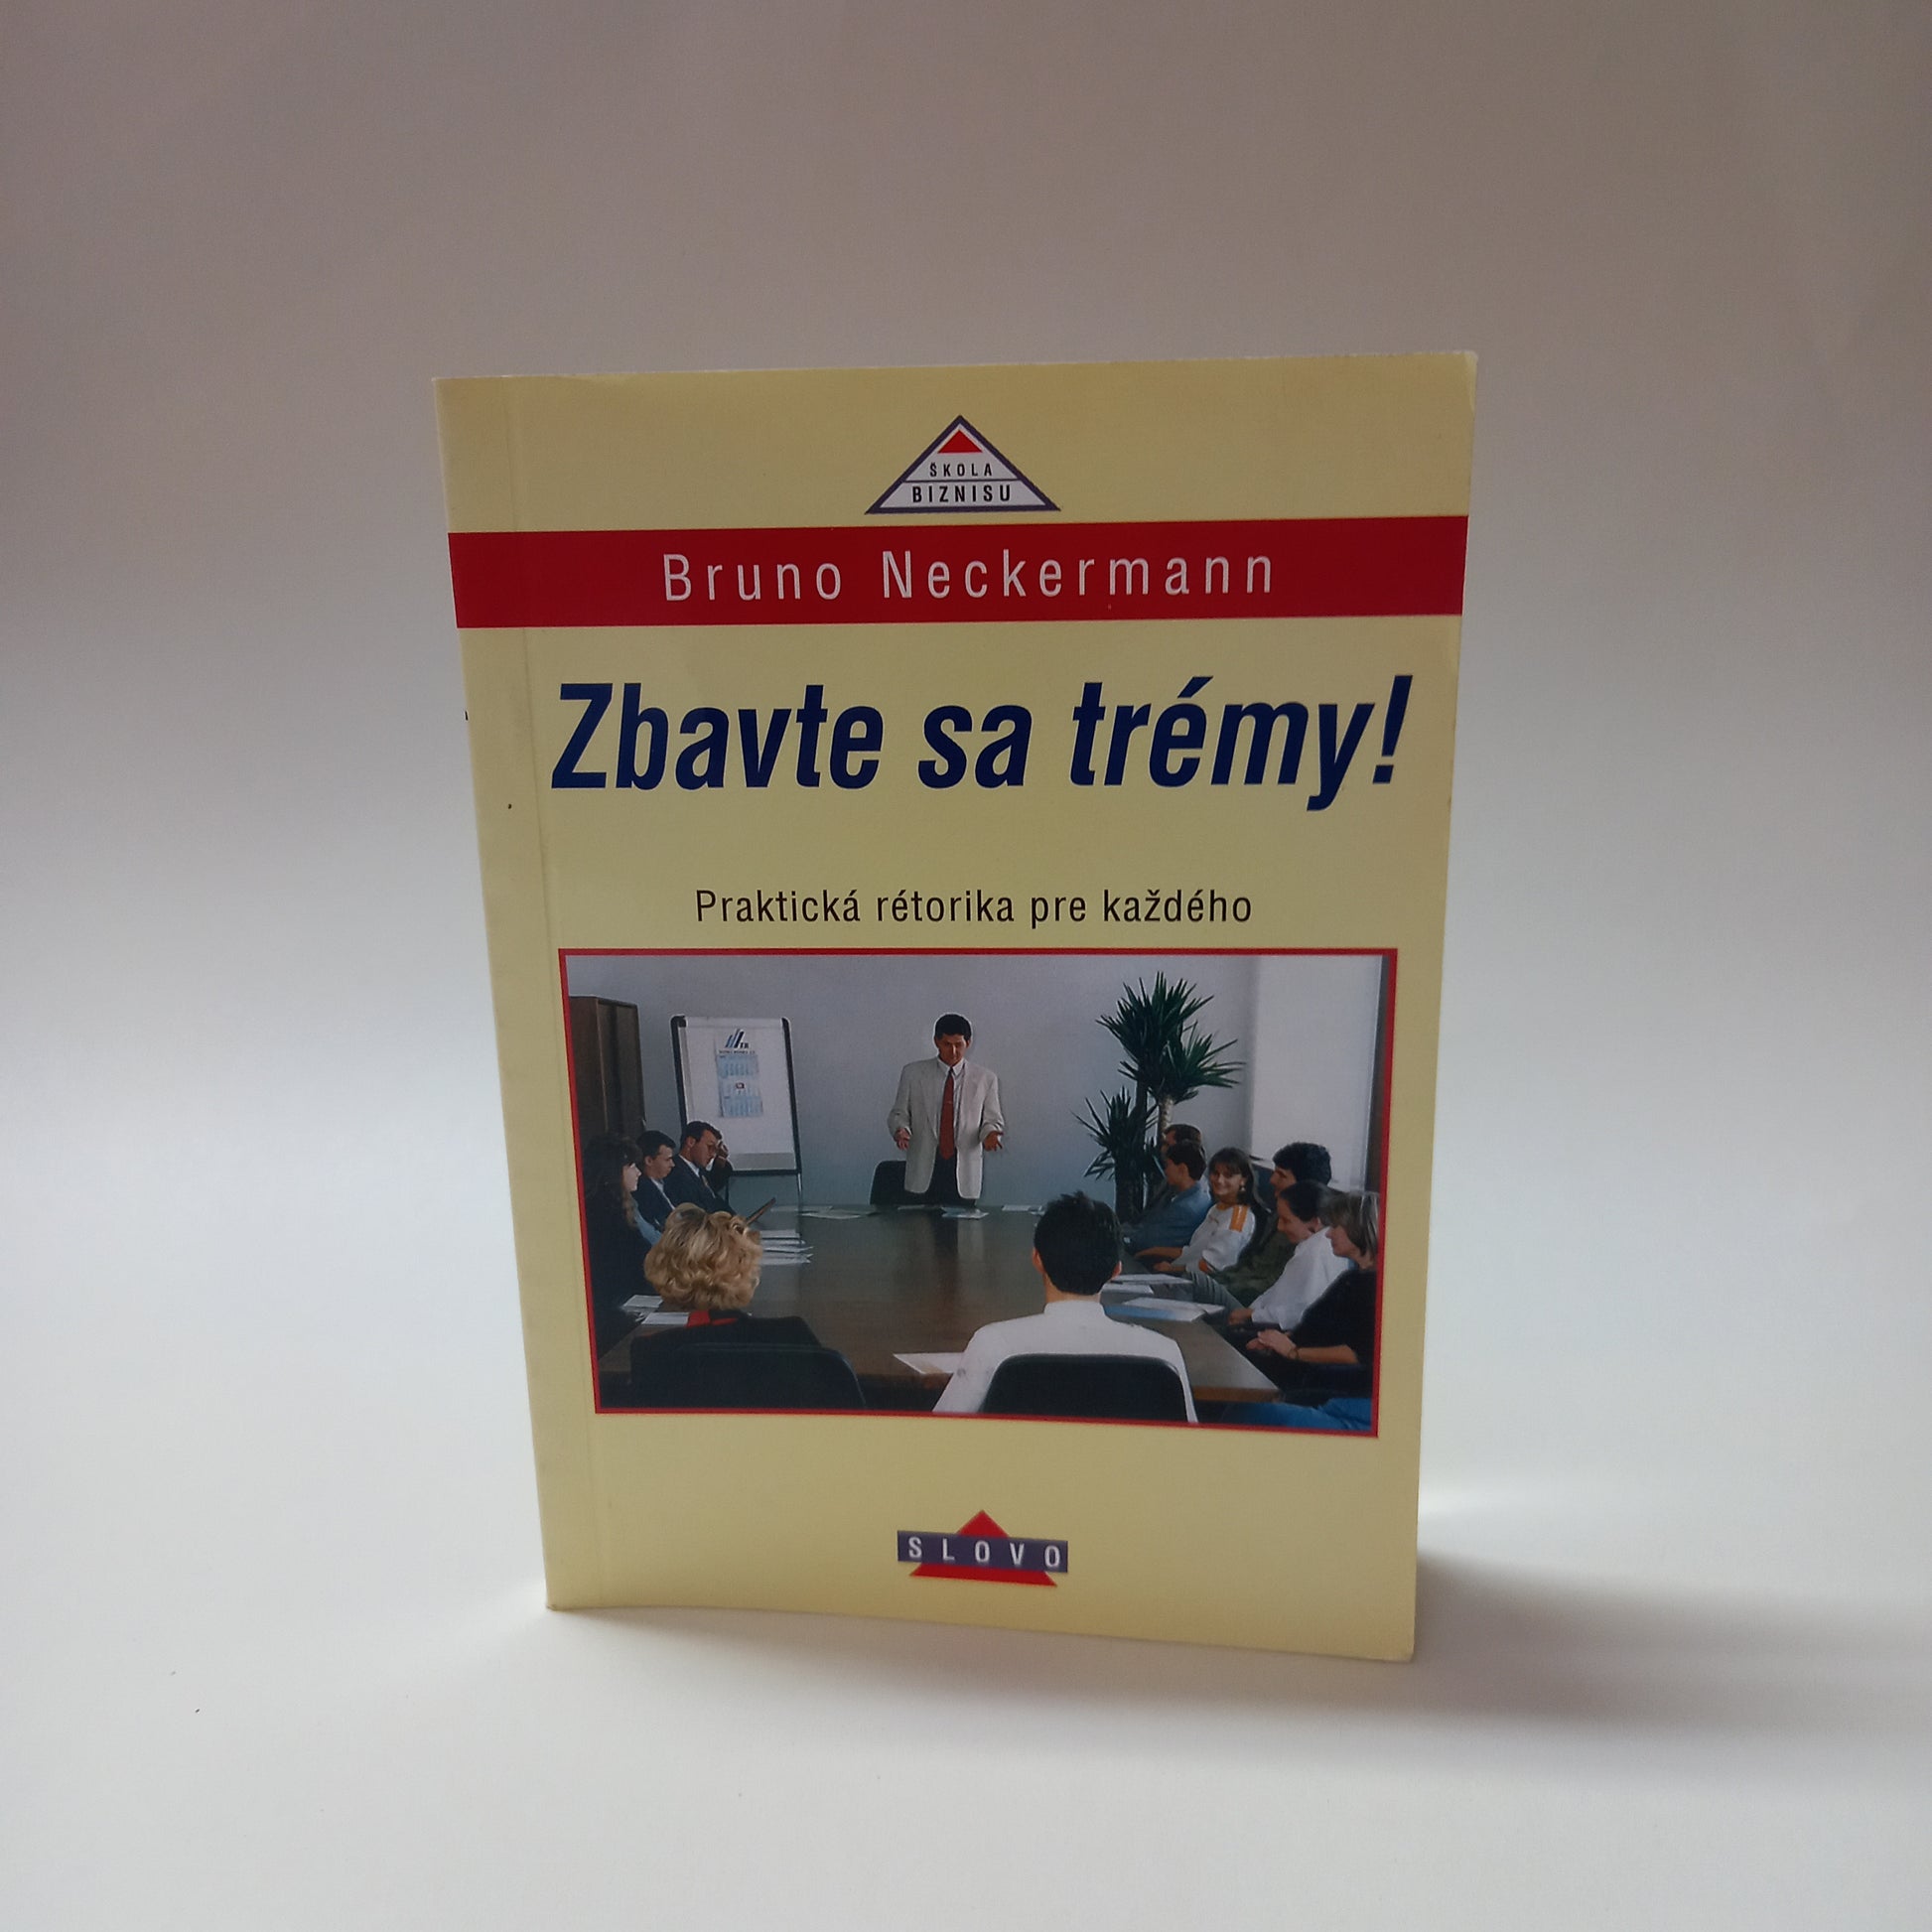 ŠKOLA
BIZNISU
Bruno Neckermann
Zbavte sa trémy!
Praktická rétorika pre každého
SLOVO